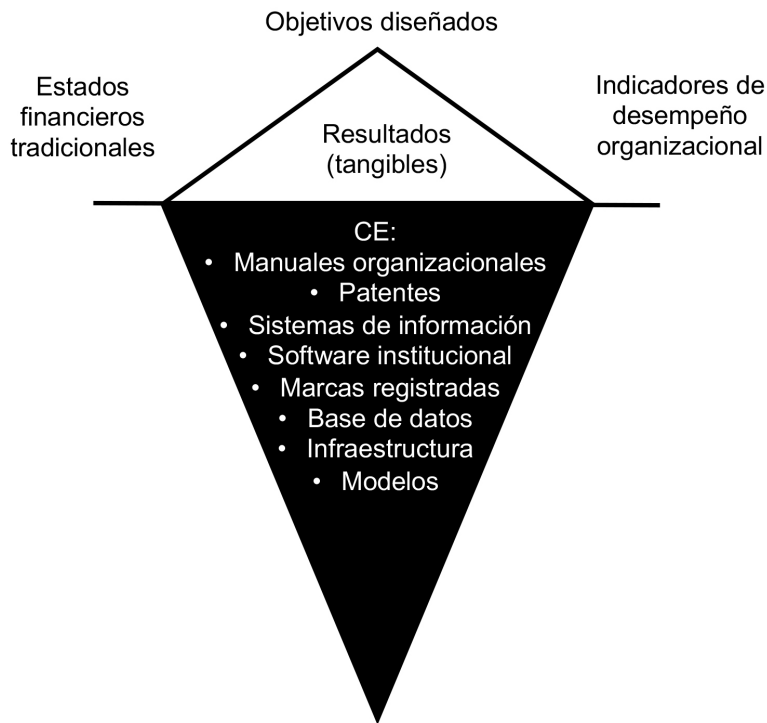 Objetivos diseñados
Estados
financieros
tradicionales
Indicadores de
desempeño
organizacional
Resultados
(tangibles)
CE:
• Manuales organizacionales
• Patentes
• Sistemas de información
• Software institucional
• Marcas registradas
• Base de datos
• Infraestructura
• Modelos